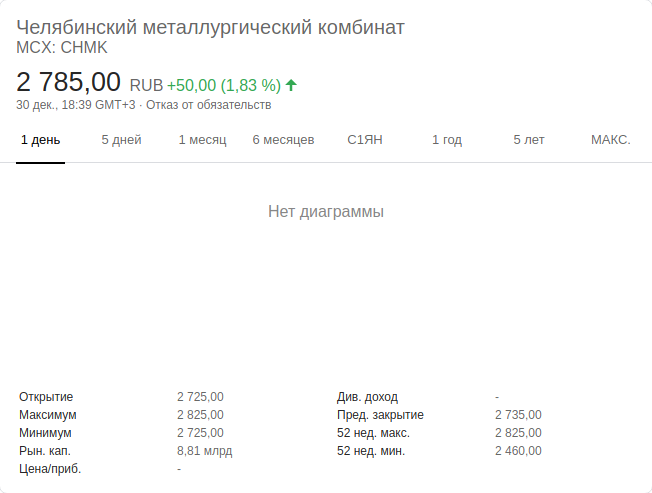 Челябинский металлургический комбинат
MCX: CHMK
2 785,00 RUB +50,00 (1,83 %)
30 дек., 18:39 GMT+3 · Отказ от обязательств
1 день 5 дней 1 месяц 6 месяцев С1ЯН 1 год 5 лет МАКС.
Нет диаграммы
Открытие 2 725,00 Див. доход -
Максимум 2 825,00 Пред. закрытие 2 735,00
Минимум 2 725,00 52 нед. макс. 2 825,00
Рын. кап. 8,81 млрд 52 нед. мин. 2 460,00
Цена/приб. -